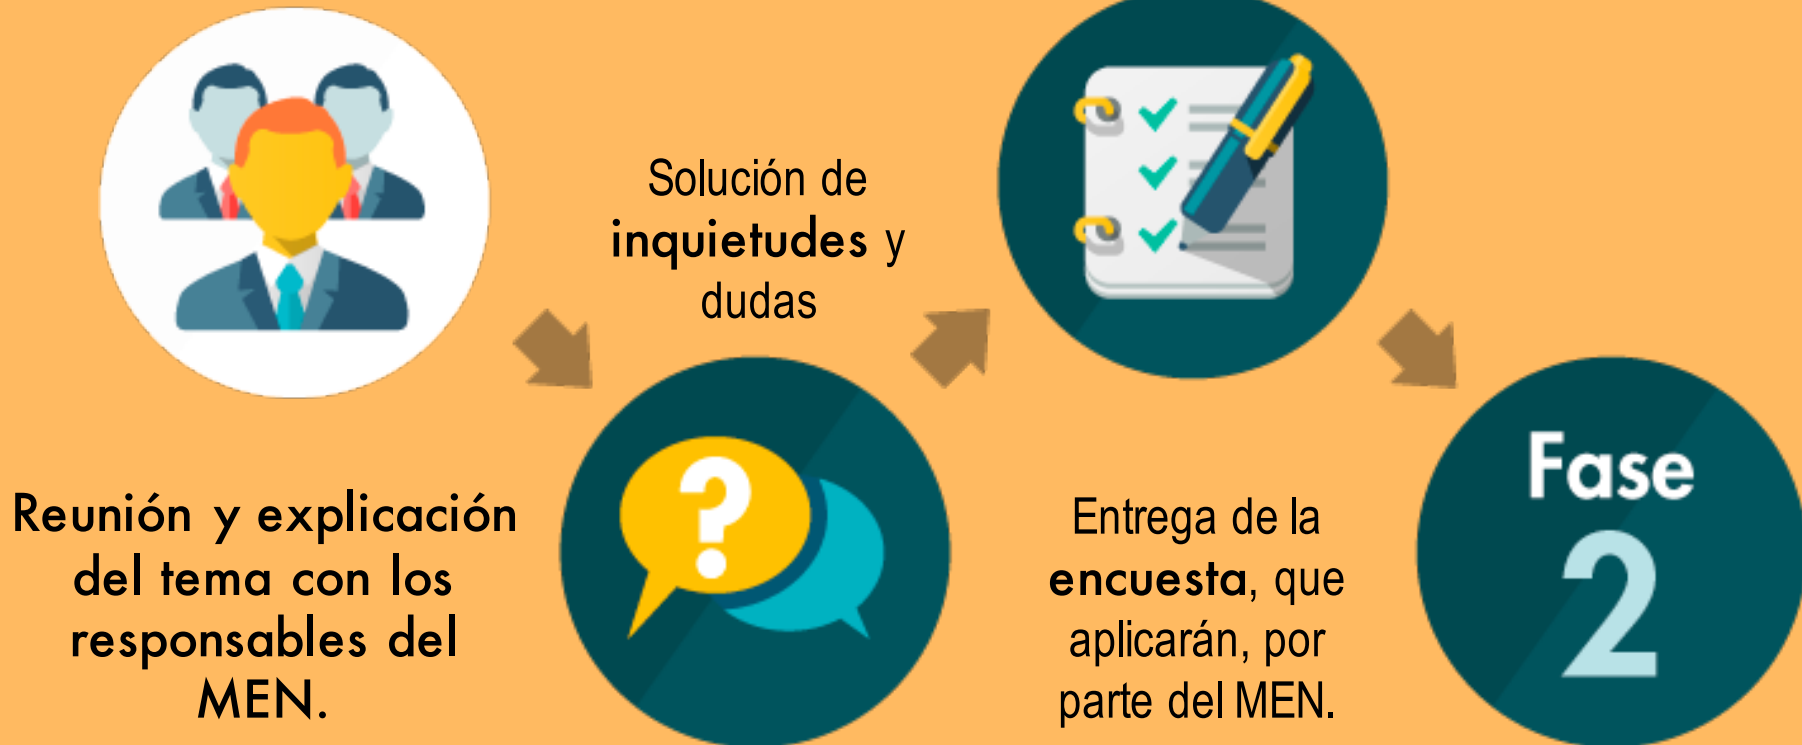 Reunión y explicación
del tema con los
responsables del
MEN.
Solución de
inquietudes y
dudas
?
Entrega de la
encuesta, que
aplicarán, por
parte del MEN.
Fase
2